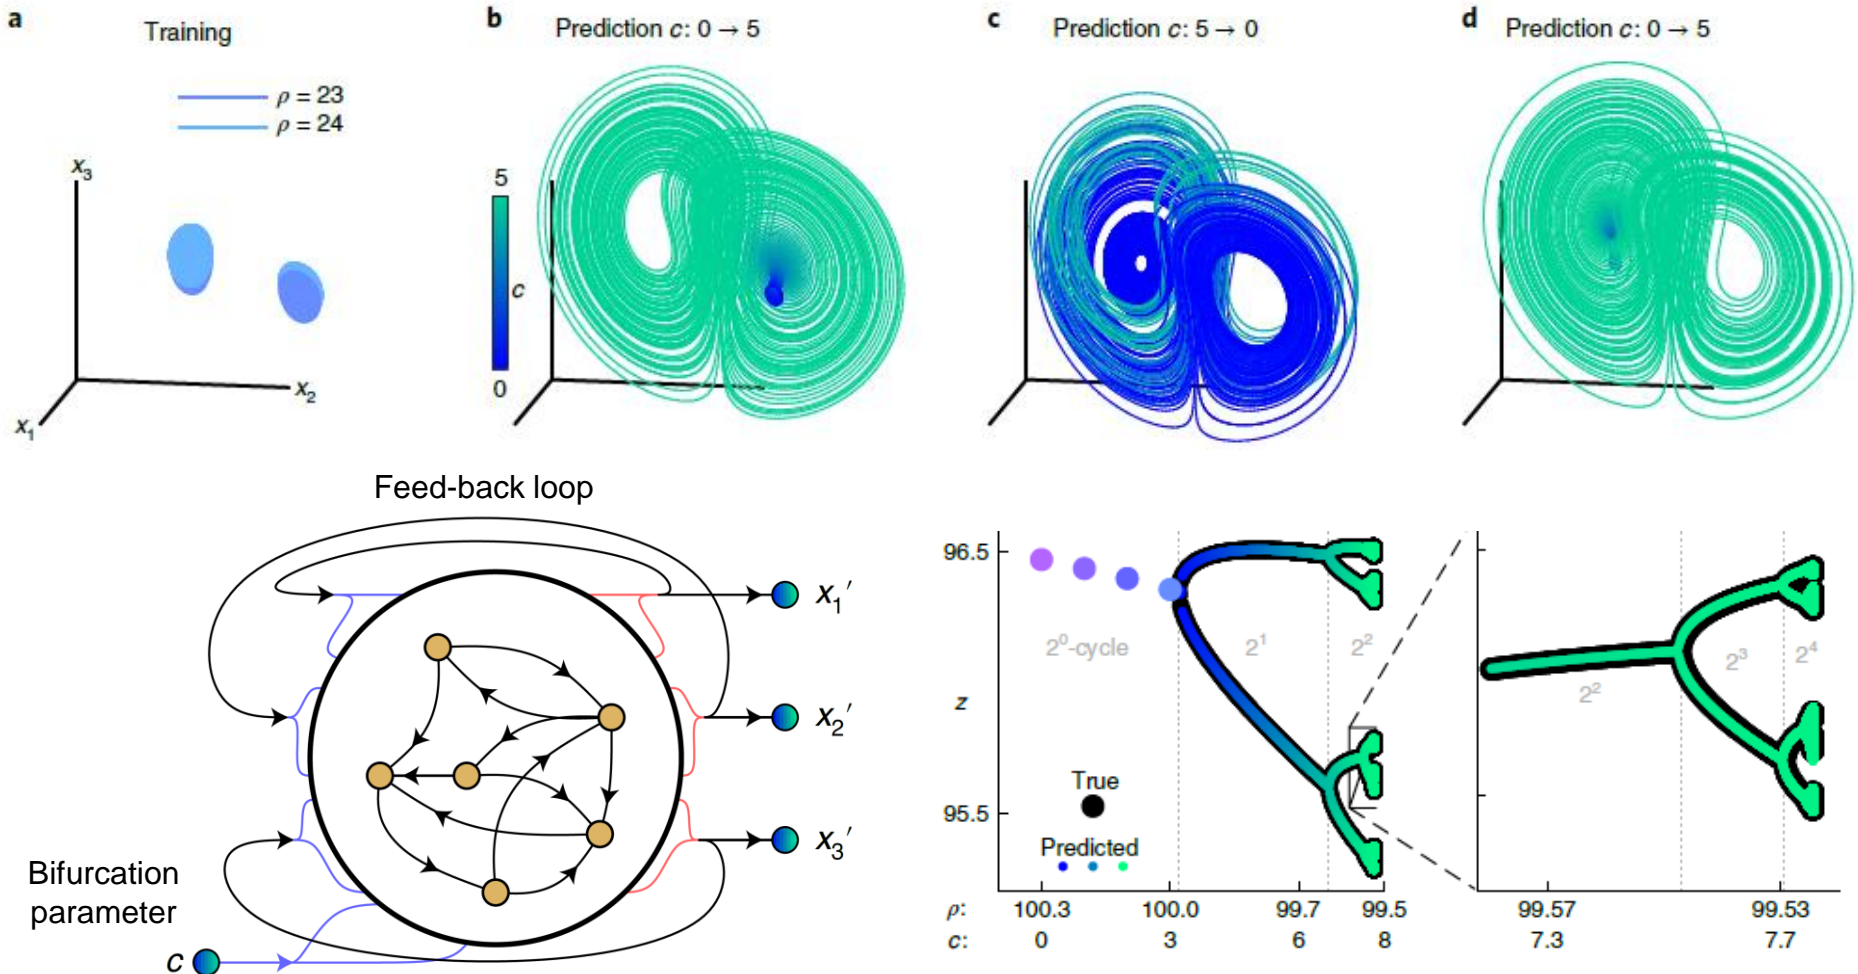 a Training
ρ = 23
ρ = 24
x3
x2
x1
b Prediction c: 0 → 5
5
c
0
c Prediction c: 5 → 0
d Prediction c: 0 → 5
Feed-back loop
x1′
x2′
x3′
Bifurcation
parameter
c
96.5
z
95.5
2⁰-cycle
2¹
2²
True
Predicted
ρ: 100.3 100.0 99.7 99.5
c: 0 3 6 8
2²
2³
2⁴
99.57 99.53
7.3 7.7